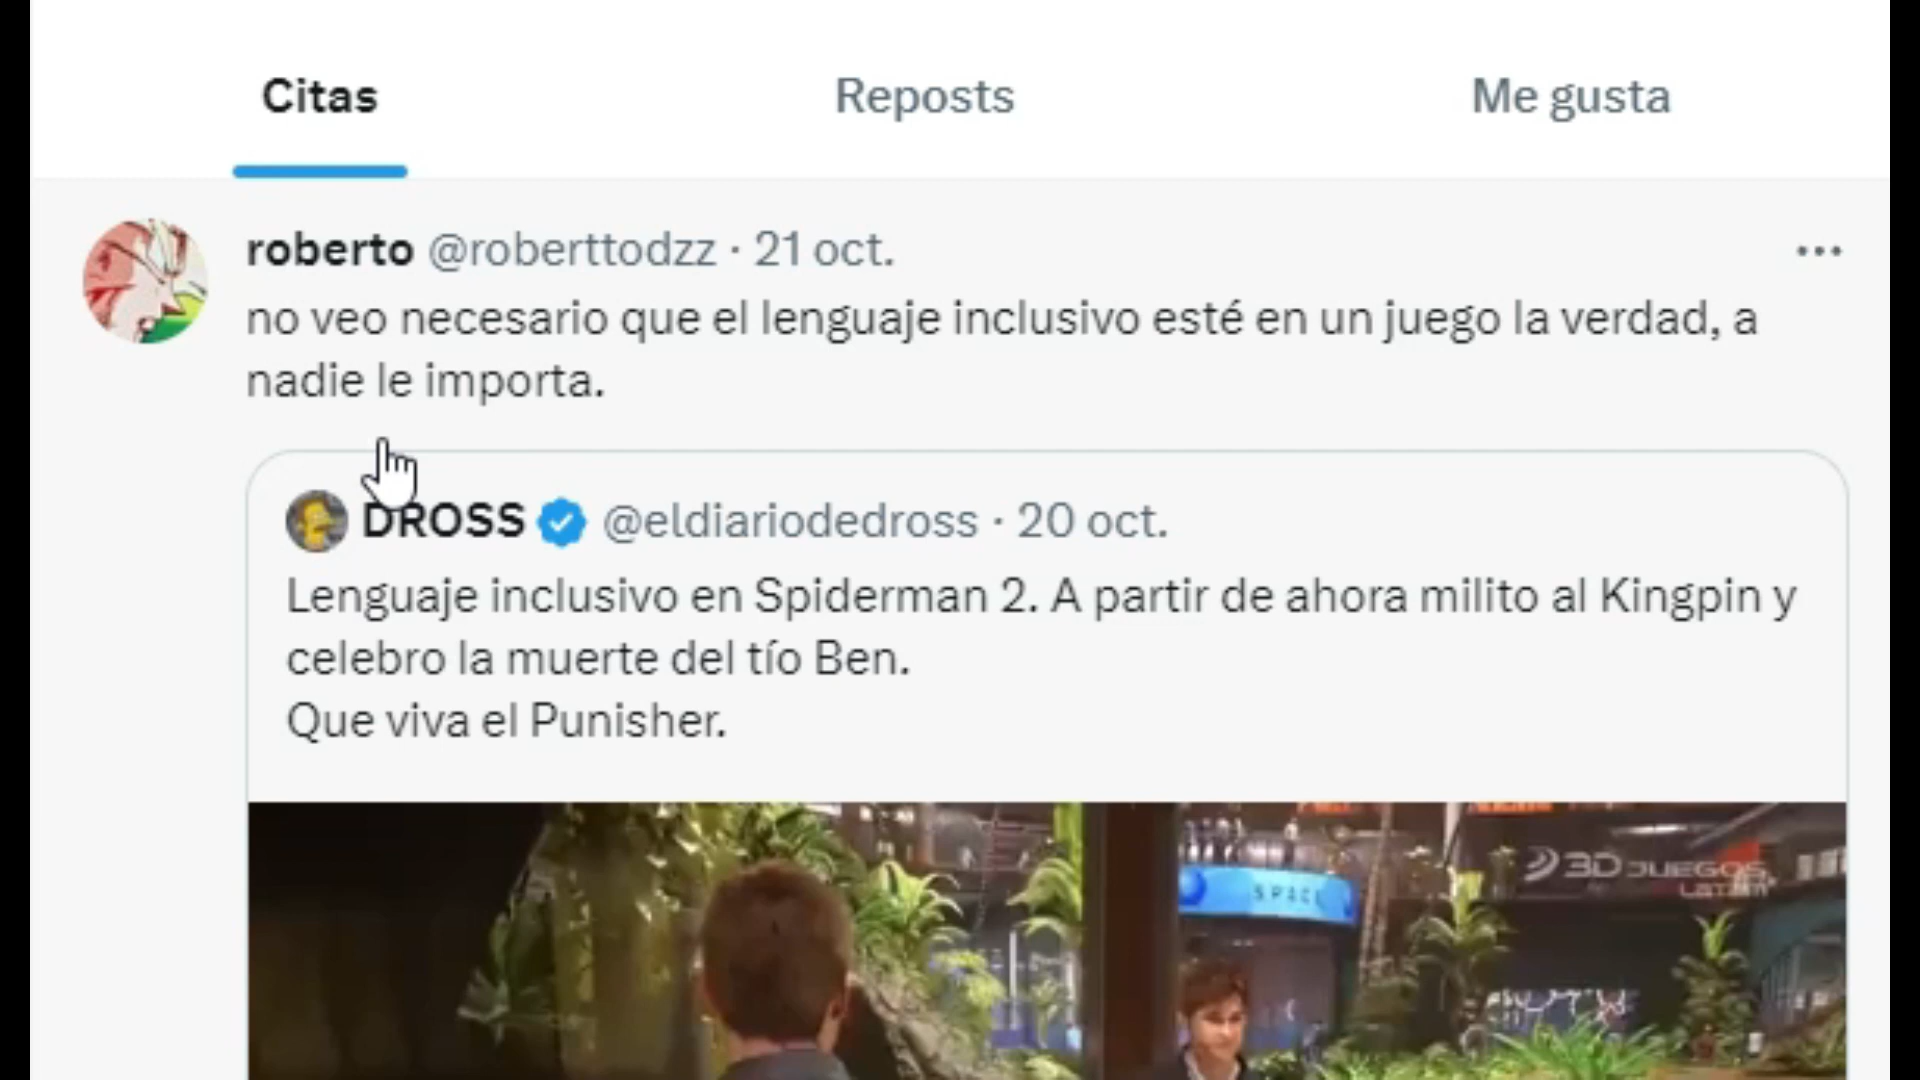 Citas Reposts Me gusta
roberto @roberttodzz · 21 oct.
no veo necesario que el lenguaje inclusivo esté en un juego la verdad, a
nadie le importa.
DROSS @eldiariodedross · 20 oct.
Lenguaje inclusivo en Spiderman 2. A partir de ahora milito al Kingpin y
celebro la muerte del tío Ben.
Que viva el Punisher.
3D JUEGOS
LATAM
SPACE